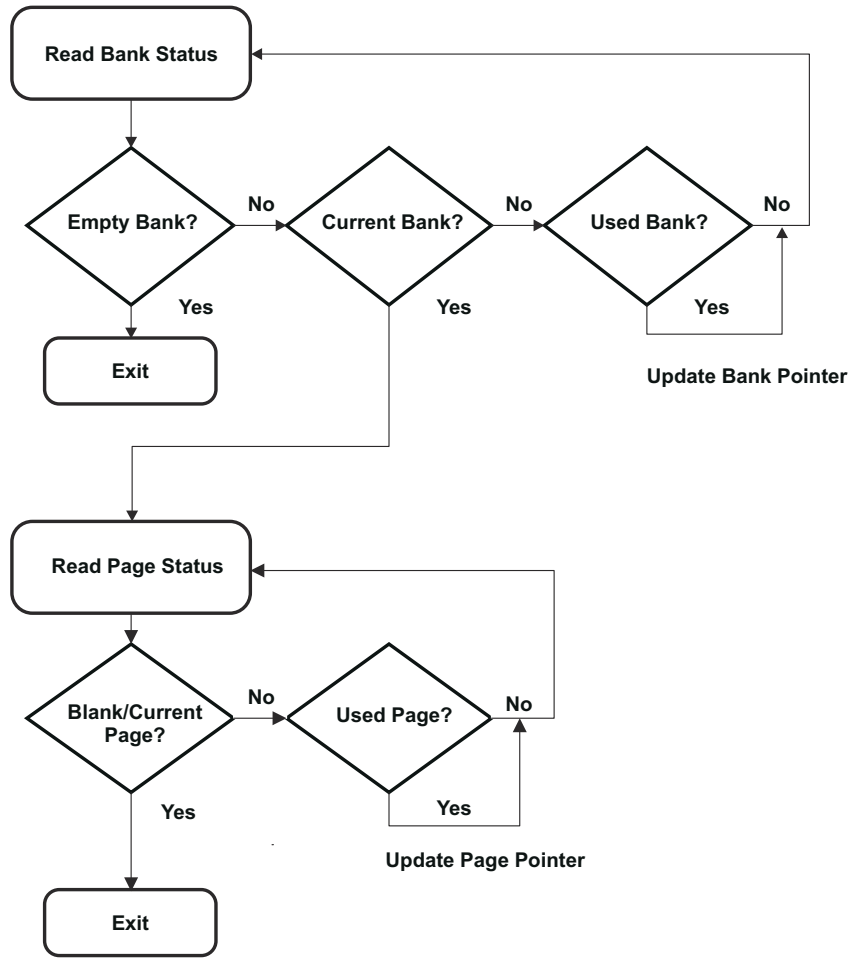 Read Bank Status
Empty Bank?
No
Current Bank?
No
Used Bank?
No
Yes
Yes
Yes
Exit
Update Bank Pointer
Read Page Status
Blank/Current
Page?
No
Used Page?
No
Yes
Yes
Update Page Pointer
Exit